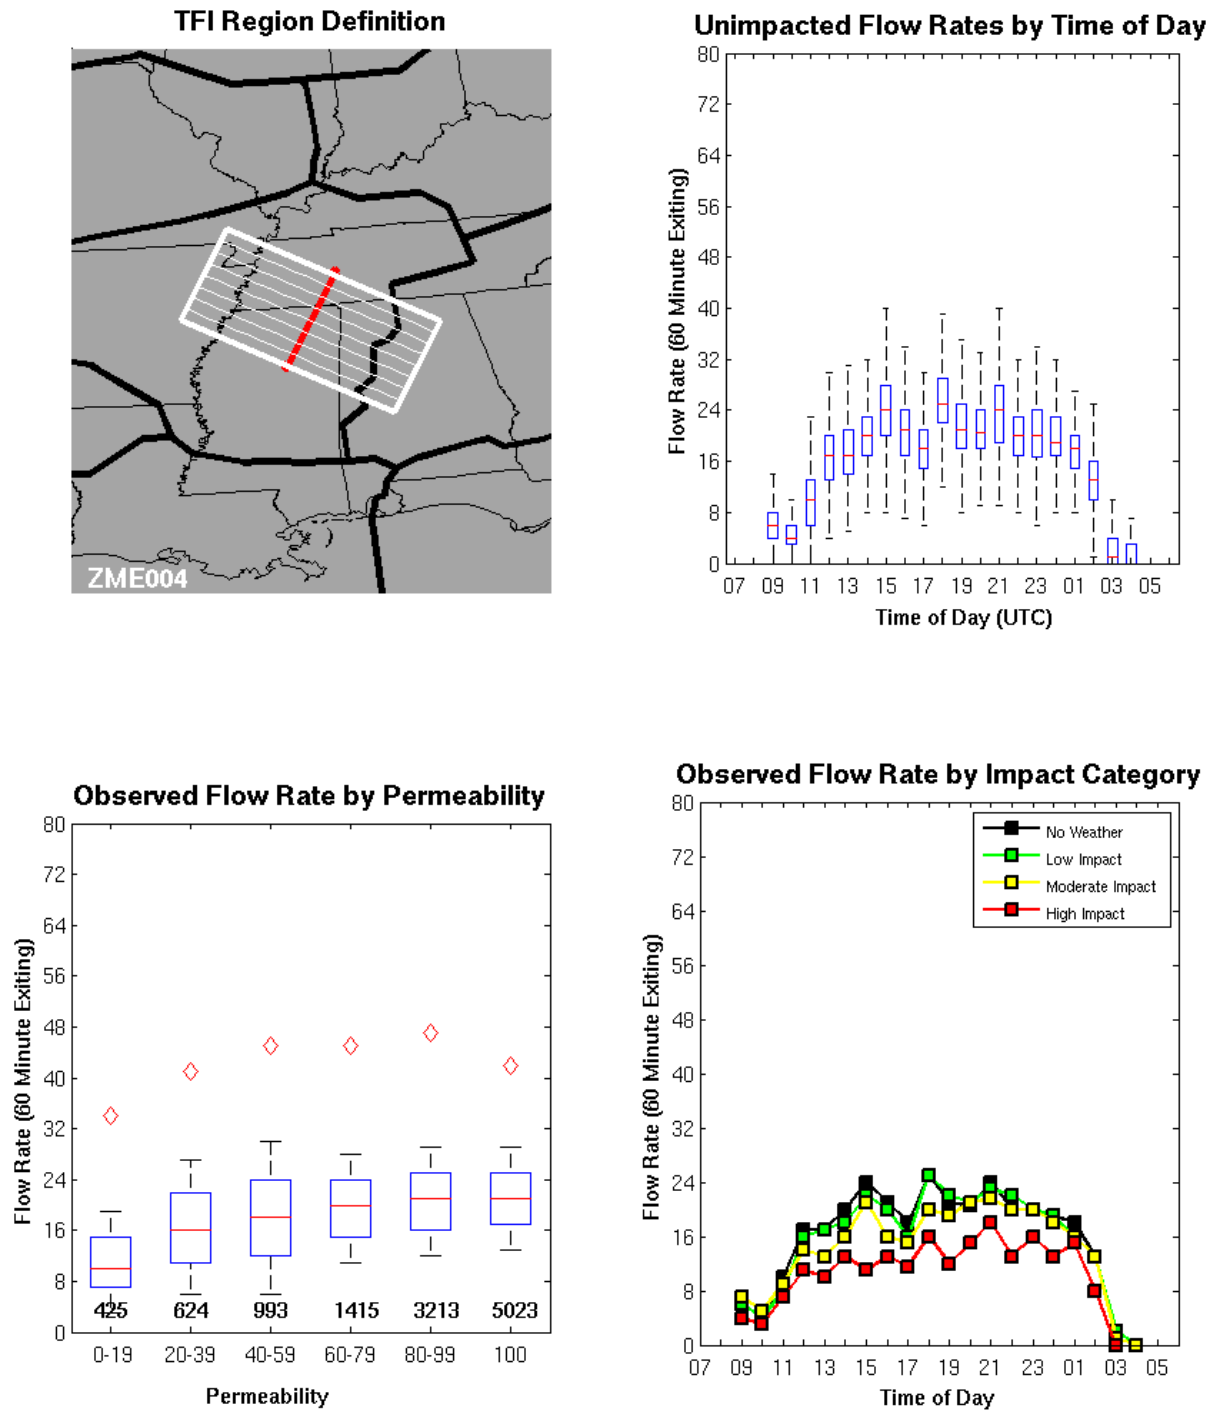 TFI Region Definition
ZME004
Unimpacted Flow Rates by Time of Day
80
72
64
56
48
40
32
24
16
8
0
Flow Rate (60 Minute Exiting)
07 09 11 13 15 17 19 21 23 01 03 05
Time of Day (UTC)
Observed Flow Rate by Permeability
80
72
64
56
48
40
32
24
16
8
0
Flow Rate (60 Minute Exiting)
425 624 993 1415 3213 5023
0-19 20-39 40-59 60-79 80-99 100
Permeability
Observed Flow Rate by Impact Category
80
72
64
56
48
40
32
24
16
8
0
Flow Rate (60 Minute Exiting)
No Weather
Low Impact
Moderate Impact
High Impact
07 09 11 13 15 17 19 21 23 01 03 05
Time of Day